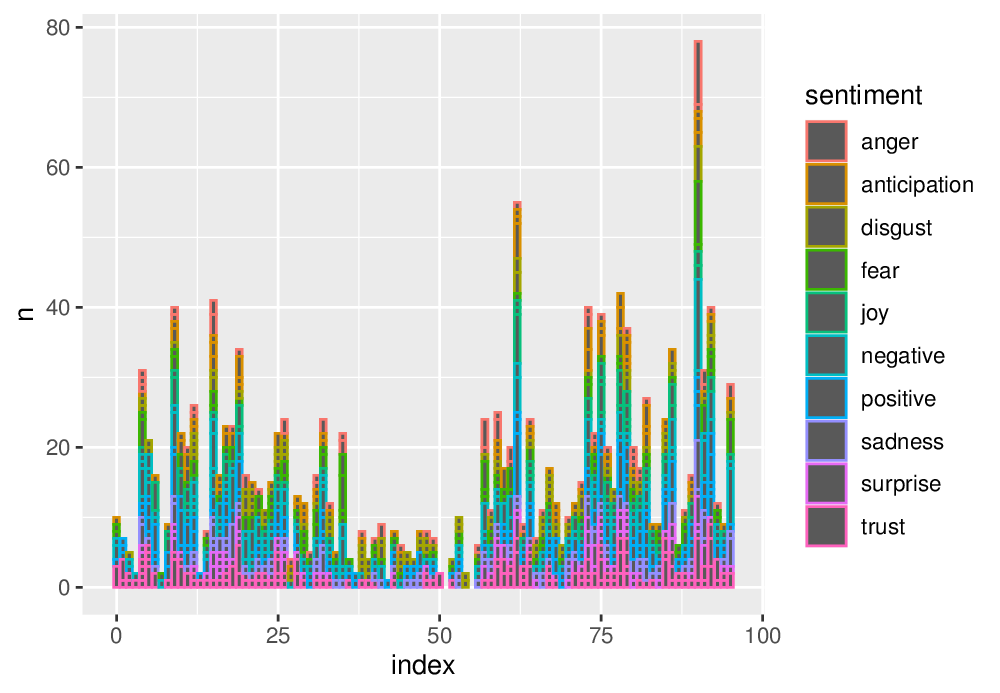 80
60
40
20
0
n
0 25 50 75 100
index
sentiment
anger
anticipation
disgust
fear
joy
negative
positive
sadness
surprise
trust